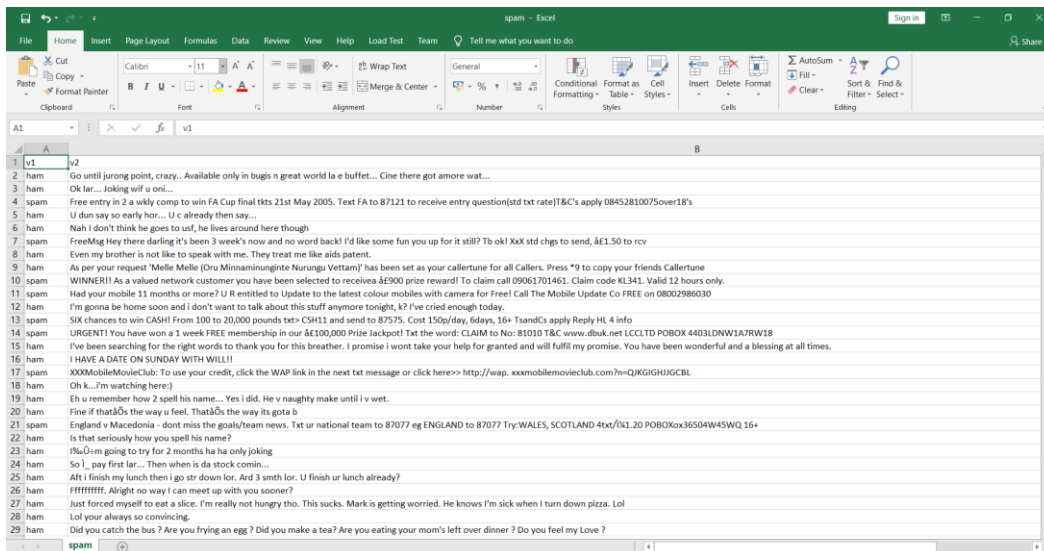 spam - Excel
Sign in
File Home Insert Page Layout Formulas Data Review View Help Load Test Team Tell me what you want to do Share
Cut
Copy
Format Painter
Paste
Calibri 11 Wrap Text General
Merge & Center
Conditional Formatting Format as Table Cell Styles
Insert Delete Format
AutoSum
Fill
Clear
Sort & Filter Find & Select
Clipboard Font Alignment Number Styles Cells Editing
A1 fx v1
A B
1 v1 v2
2 ham Go until jurong point, crazy.. Available only in bugis n great world la e buffet... Cine there got amore wat...
3 ham Ok lar... Joking wif u oni...
4 spam Free entry in 2 a wkly comp to win FA Cup final tkts 21st May 2005. Text FA to 87121 to receive entry question(std txt rate)T&C's apply 08452810075over18's
5 ham U dun say so early hor... U c already then say...
6 ham Nah I don't think he goes to usf, he lives around here though
7 spam FreeMsg Hey there darling it's been 3 week's now and no word back! I'd like some fun you up for it still? Tb ok! XxX std chgs to send, å£1.50 to rcv
8 ham Even my brother is not like to speak with me. They treat me like aids patent.
9 ham As per your request 'Melle Melle (Oru Minnaminunginte Nurungu Vettam)' has been set as your callertune for all Callers. Press *9 to copy your friends Callertune
10 spam WINNER!! As a valued network customer you have been selected to receivea å£900 prize reward! To claim call 09061701461. Claim code KL341. Valid 12 hours only.
11 spam Had your mobile 11 months or more? U R entitled to Update to the latest colour mobiles with camera for Free! Call The Mobile Update Co FREE on 08002986030
12 ham I'm gonna be home soon and i don't want to talk about this stuff anymore tonight, k? I've cried enough today.
13 spam SIX chances to win CASH! From 100 to 20,000 pounds txt> CSH11 and send to 87575. Cost 150p/day, 6days, 16+ TsandCs apply Reply HL 4 info
14 spam URGENT! You have won a 1 week FREE membership in our å£100,000 Prize Jackpot! Txt the word: CLAIM to No: 81010 T&C www.dbuk.net LCCLTD POBOX 4403LDNW1A7RW18
15 ham I've been searching for the right words to thank you for this breather. I promise i wont take your help for granted and will fulfil my promise. You have been wonderful and a blessing at all times.
16 ham I HAVE A DATE ON SUNDAY WITH WILL!!
17 spam XXXMobileMovieClub: To use your credit, click the WAP link in the next txt message or click here>> http://wap. xxxmobilemovieclub.com?n=QJKGIGHJJGCBL
18 ham Oh k...i'm watching here:)
19 ham Eh u remember how 2 spell his name... Yes i did. He v naughty make until i v wet.
20 ham Fine if thatåÕs the way u feel. ThatåÕs the way its gota b
21 spam England v Macedonia - dont miss the goals/team news. Txt ur national team to 87077 eg ENGLAND to 87077 Try:WALES, SCOTLAND 4txt/Ì¼1.20 POBOXox36504W45WQ 16+
22 ham Is that seriously how you spell his name?
23 ham I‰Û÷m going to try for 2 months ha ha only joking
24 ham So Ì_ pay first lar... Then when is da stock comin...
25 ham Aft i finish my lunch then i go str down lor. Ard 3 smth lor. U finish ur lunch already?
26 ham Ffffffffff. Alright no way I can meet up with you sooner?
27 ham Just forced myself to eat a slice. I'm really not hungry tho. This sucks. Mark is getting worried. He knows I'm sick when I turn down pizza. Lol
28 ham Lol your always so convincing.
29 ham Did you catch the bus ? Are you frying an egg ? Did you make a tea? Are you eating your mom's left over dinner ? Do you feel my Love ?
spam